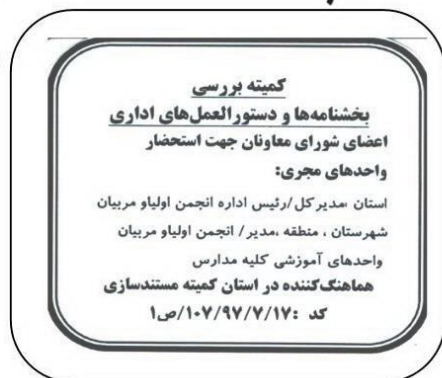 کمیته بررسی
بخشنامه‌ها و دستورالعمل‌های اداری
اعضای شورای معاونان جهت استحضار
واحدهای مجری:
استان ،مدیر کل /رئیس اداره انجمن اولیاو مربیان
شهرستان ، منطقه ،مدیر / انجمن اولیاو مربیان
واحدهای آموزشی کلیه مدارس
هماهنگ‌کننده در استان کمیته مستندسازی
کد :۱۰۷/۹۷/۷/۱۷/ص۱